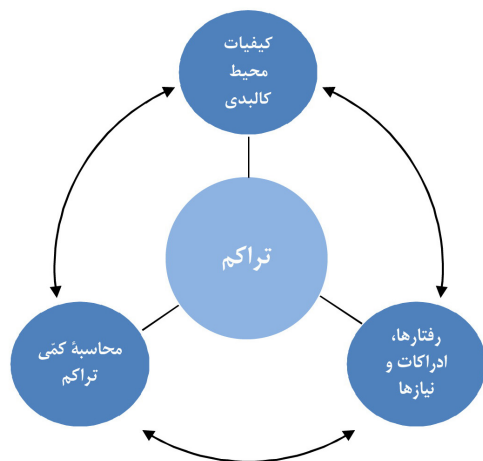 کیفیات
محیط
کالبدی
تراکم
رفتارها،
ادراکات و
نیازها
محاسبهٔ کمّی
تراکم